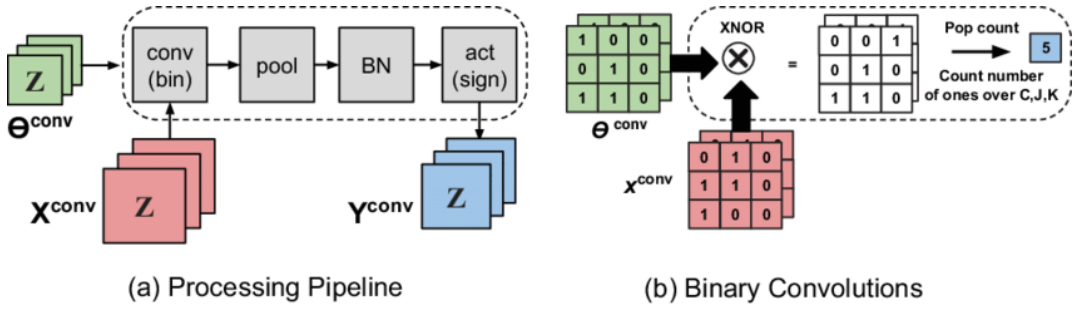 conv
(bin)
pool
BN
act
(sign)
Z
Θconv
Xconv
Z
Yconv
Z
(a) Processing Pipeline
1 0 0
0 1 0
1 1 0
ϴ conv
XNOR
=
0 0 1
0 1 0
1 1 0
Pop count
5
Count number
of ones over C,J,K
xconv
0 1 0
1 1 0
1 0 0
(b) Binary Convolutions